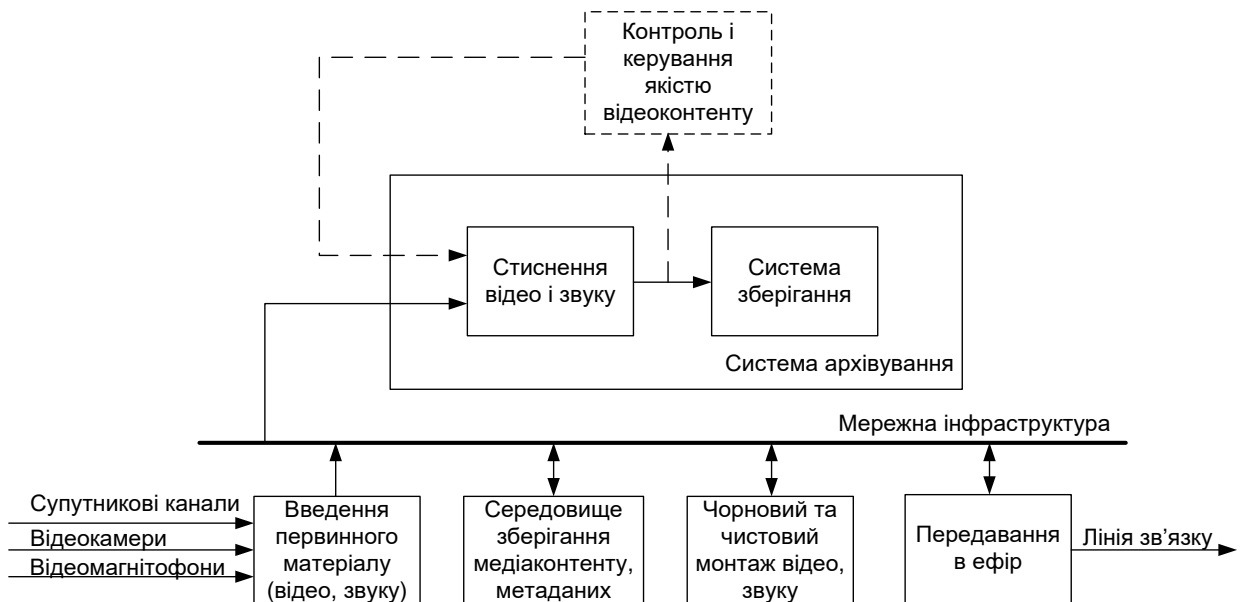 Контроль і
керування
якістю
відеоконтенту
Стиснення
відео і звуку
Система
зберігання
Система архівування
Мережна інфраструктура
Супутникові канали
Відеокамери
Відеомагнітофони
Введення
первинного
матеріалу
(відео, звуку)
Середовище
зберігання
медіаконтенту,
метаданих
Чорновий та
чистовий
монтаж відео,
звуку
Передавання
в ефір
Лінія зв’язку